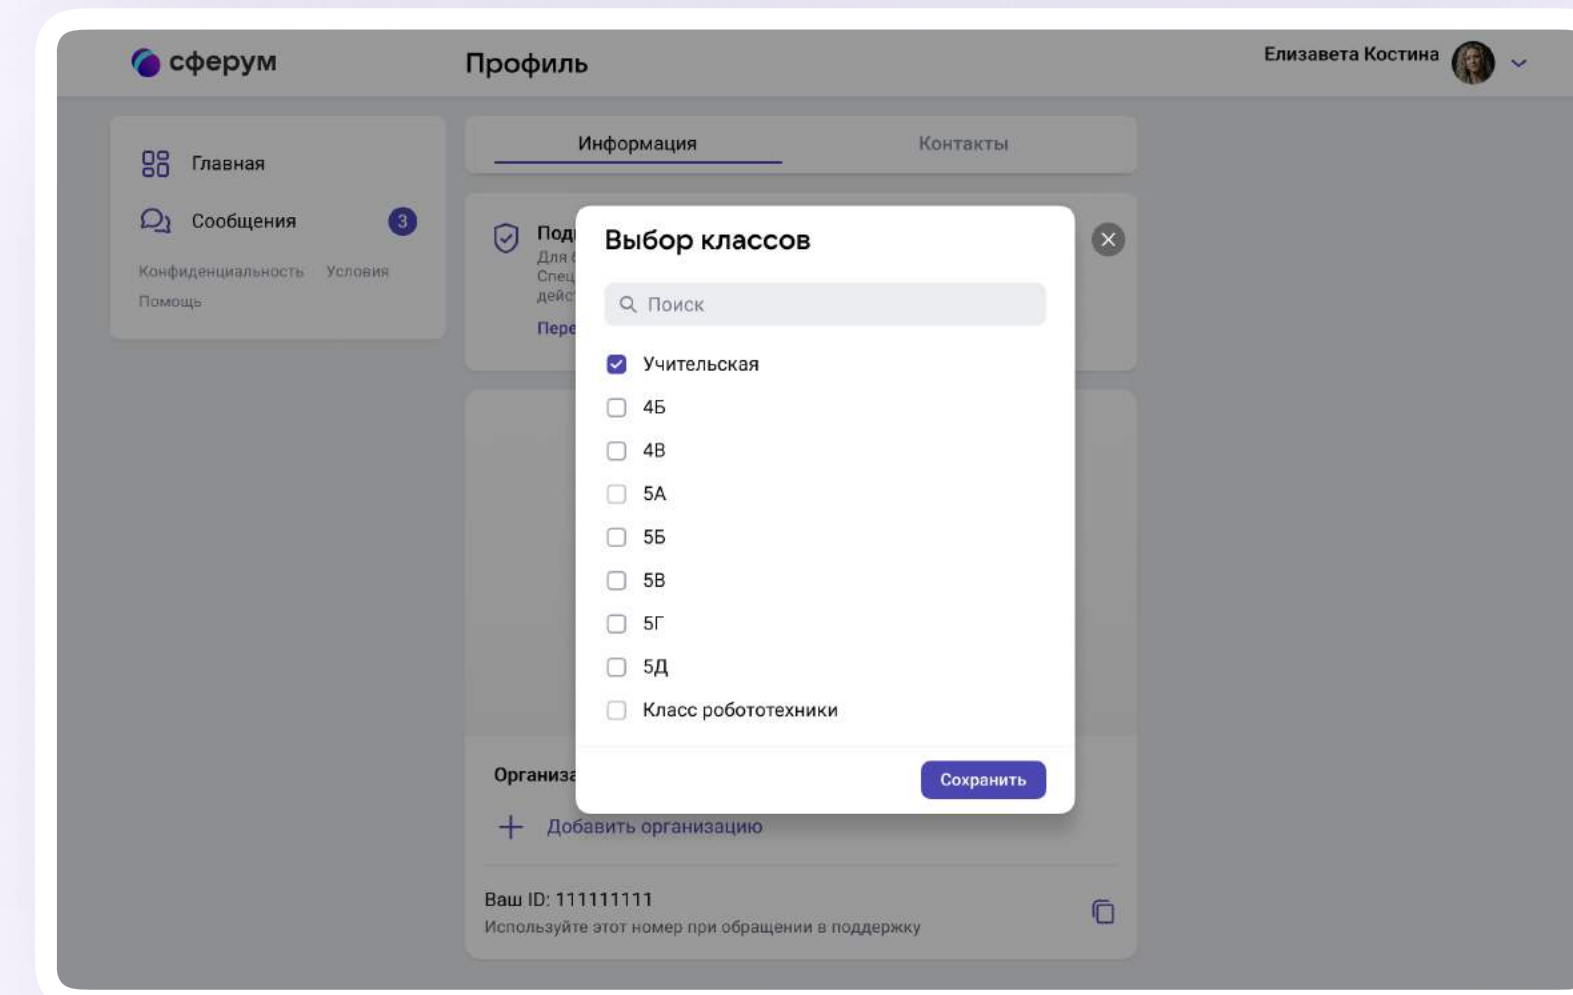 сферум
Профиль
Елизавета Костина
Главная
Сообщения 3
Конфиденциальность Условия
Помощь
Информация Контакты
Для
Выбор классов
Поиск
Учительская
4Б
4В
5А
5Б
5В
5Г
5Д
Класс робототехники
Сохранить
Добавить организацию
Ваш ID: 111111111
Используйте этот номер при обращении в поддержку